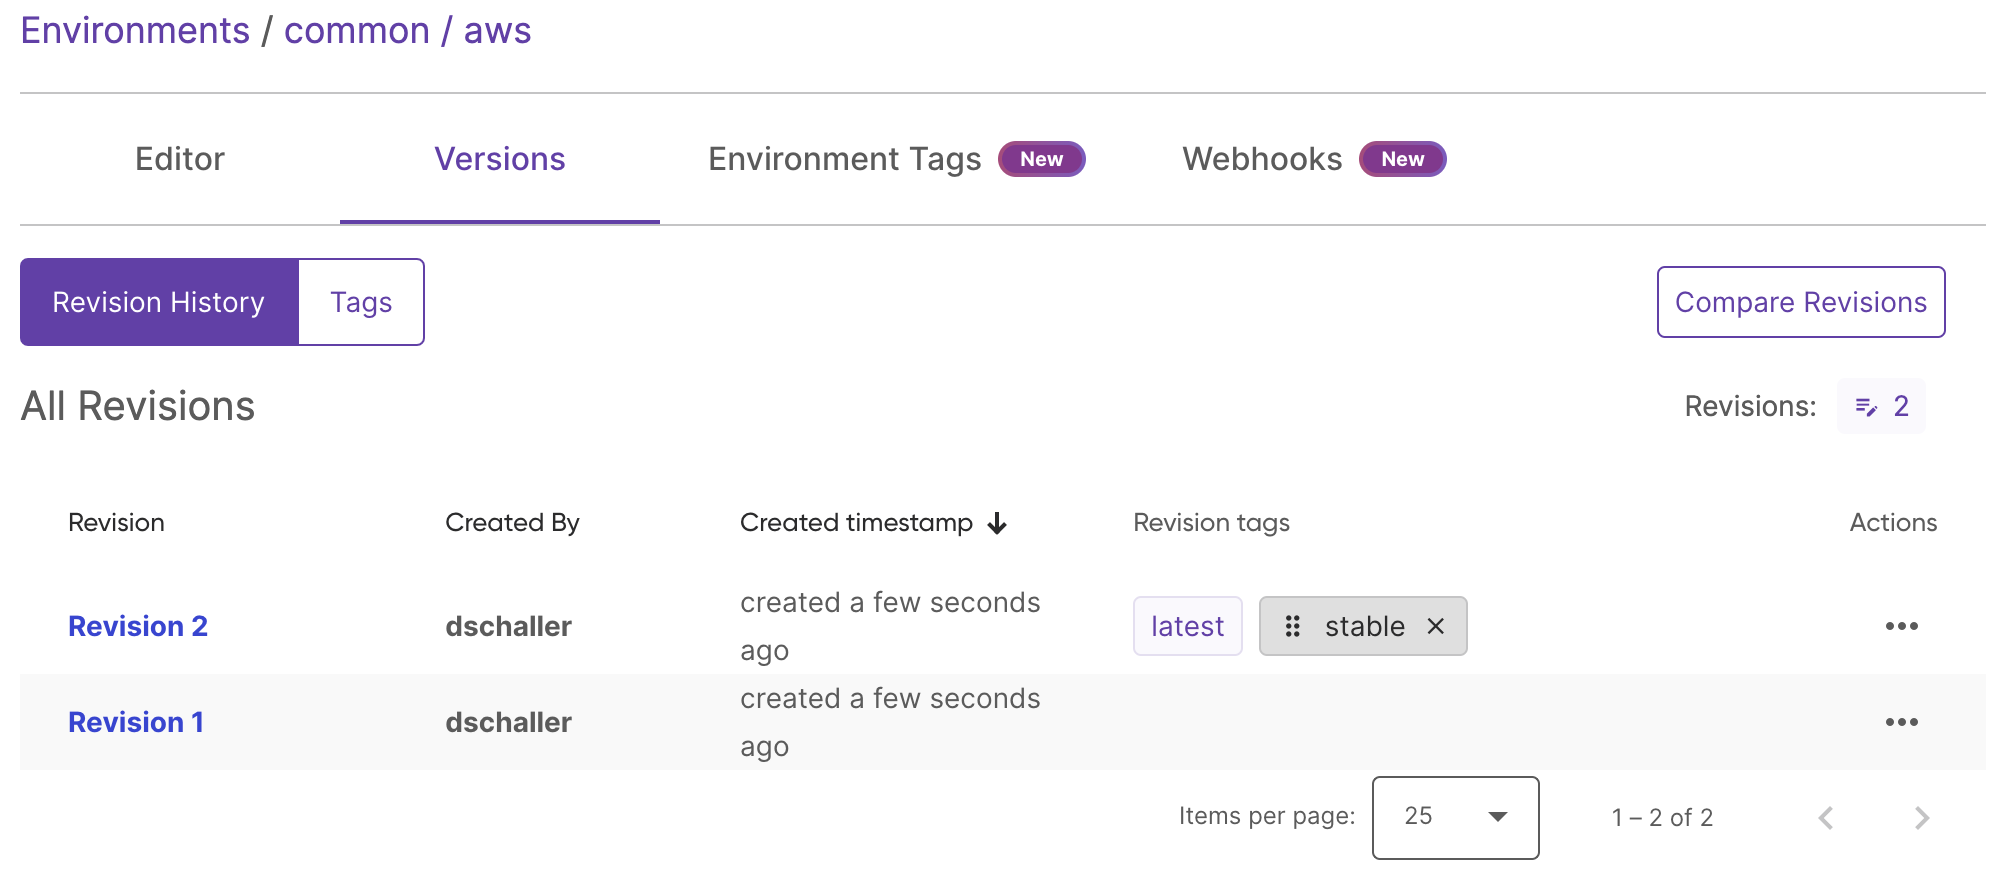 Environments / common / aws
Editor
Versions
Environment Tags New
Webhooks New
Revision History
Tags
Compare Revisions
All Revisions
Revisions: 2
Revision Created By Created timestamp Revision tags Actions
Revision 2 dschaller created a few seconds ago latest stable
Revision 1 dschaller created a few seconds ago
Items per page: 25 1 – 2 of 2